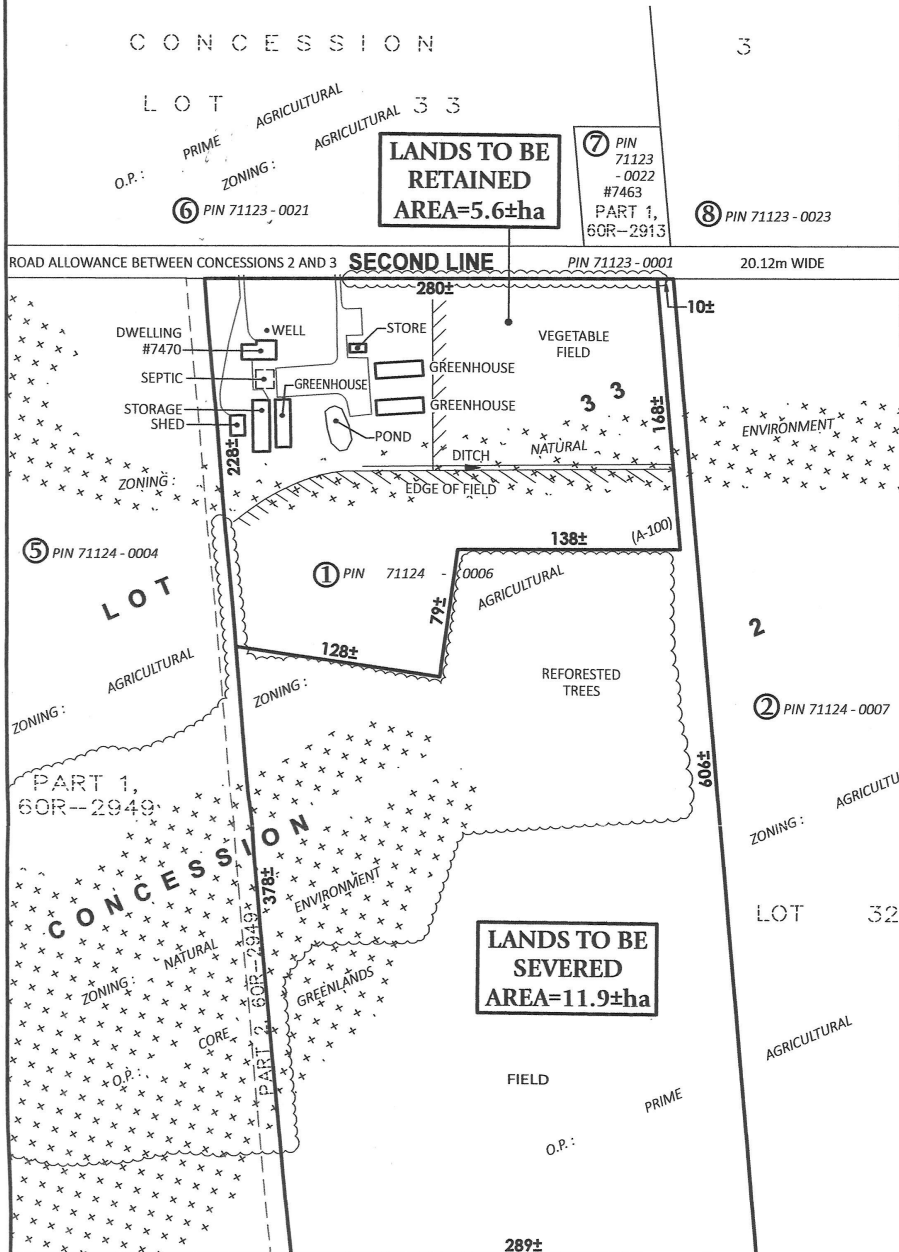 CONCESSION 3
LOT 33
O.P.: PRIME AGRICULTURAL
ZONING: AGRICULTURAL
6 PIN 71123-0021
LANDS TO BE
RETAINED
AREA=5.6±ha
7 PIN
71123
-0022
#7463
PART 1,
60R-2913
8 PIN 71123-0023
ROAD ALLOWANCE BETWEEN CONCESSIONS 2 AND 3 SECOND LINE PIN 71123-0001 20.12m WIDE
280±
10±
DWELLING
#7470
WELL
STORE
VEGETABLE
FIELD
SEPTIC
GREENHOUSE
GREENHOUSE
STORAGE
SHED
GREENHOUSE
POND
33
168±
228±
ZONING: NATURAL ENVIRONMENT
DITCH
EDGE OF FIELD
138±
(A-100)
5 PIN 71124-0004
1 PIN 71124-0006
LOT
79±
128±
ZONING: AGRICULTURAL
ZONING: AGRICULTURAL
REFORESTED
TREES
2
2 PIN 71124-0007
606±
PART 1,
60R--2949
CONCESSION
378±
ZONING: AGRICULTU
ZONING: NATURAL ENVIRONMENT
PART 2, 60R--2949
O.P.: CORE GREENLANDS
LOT 32
LANDS TO BE
SEVERED
AREA=11.9±ha
FIELD
O.P.: PRIME AGRICULTURAL
289±